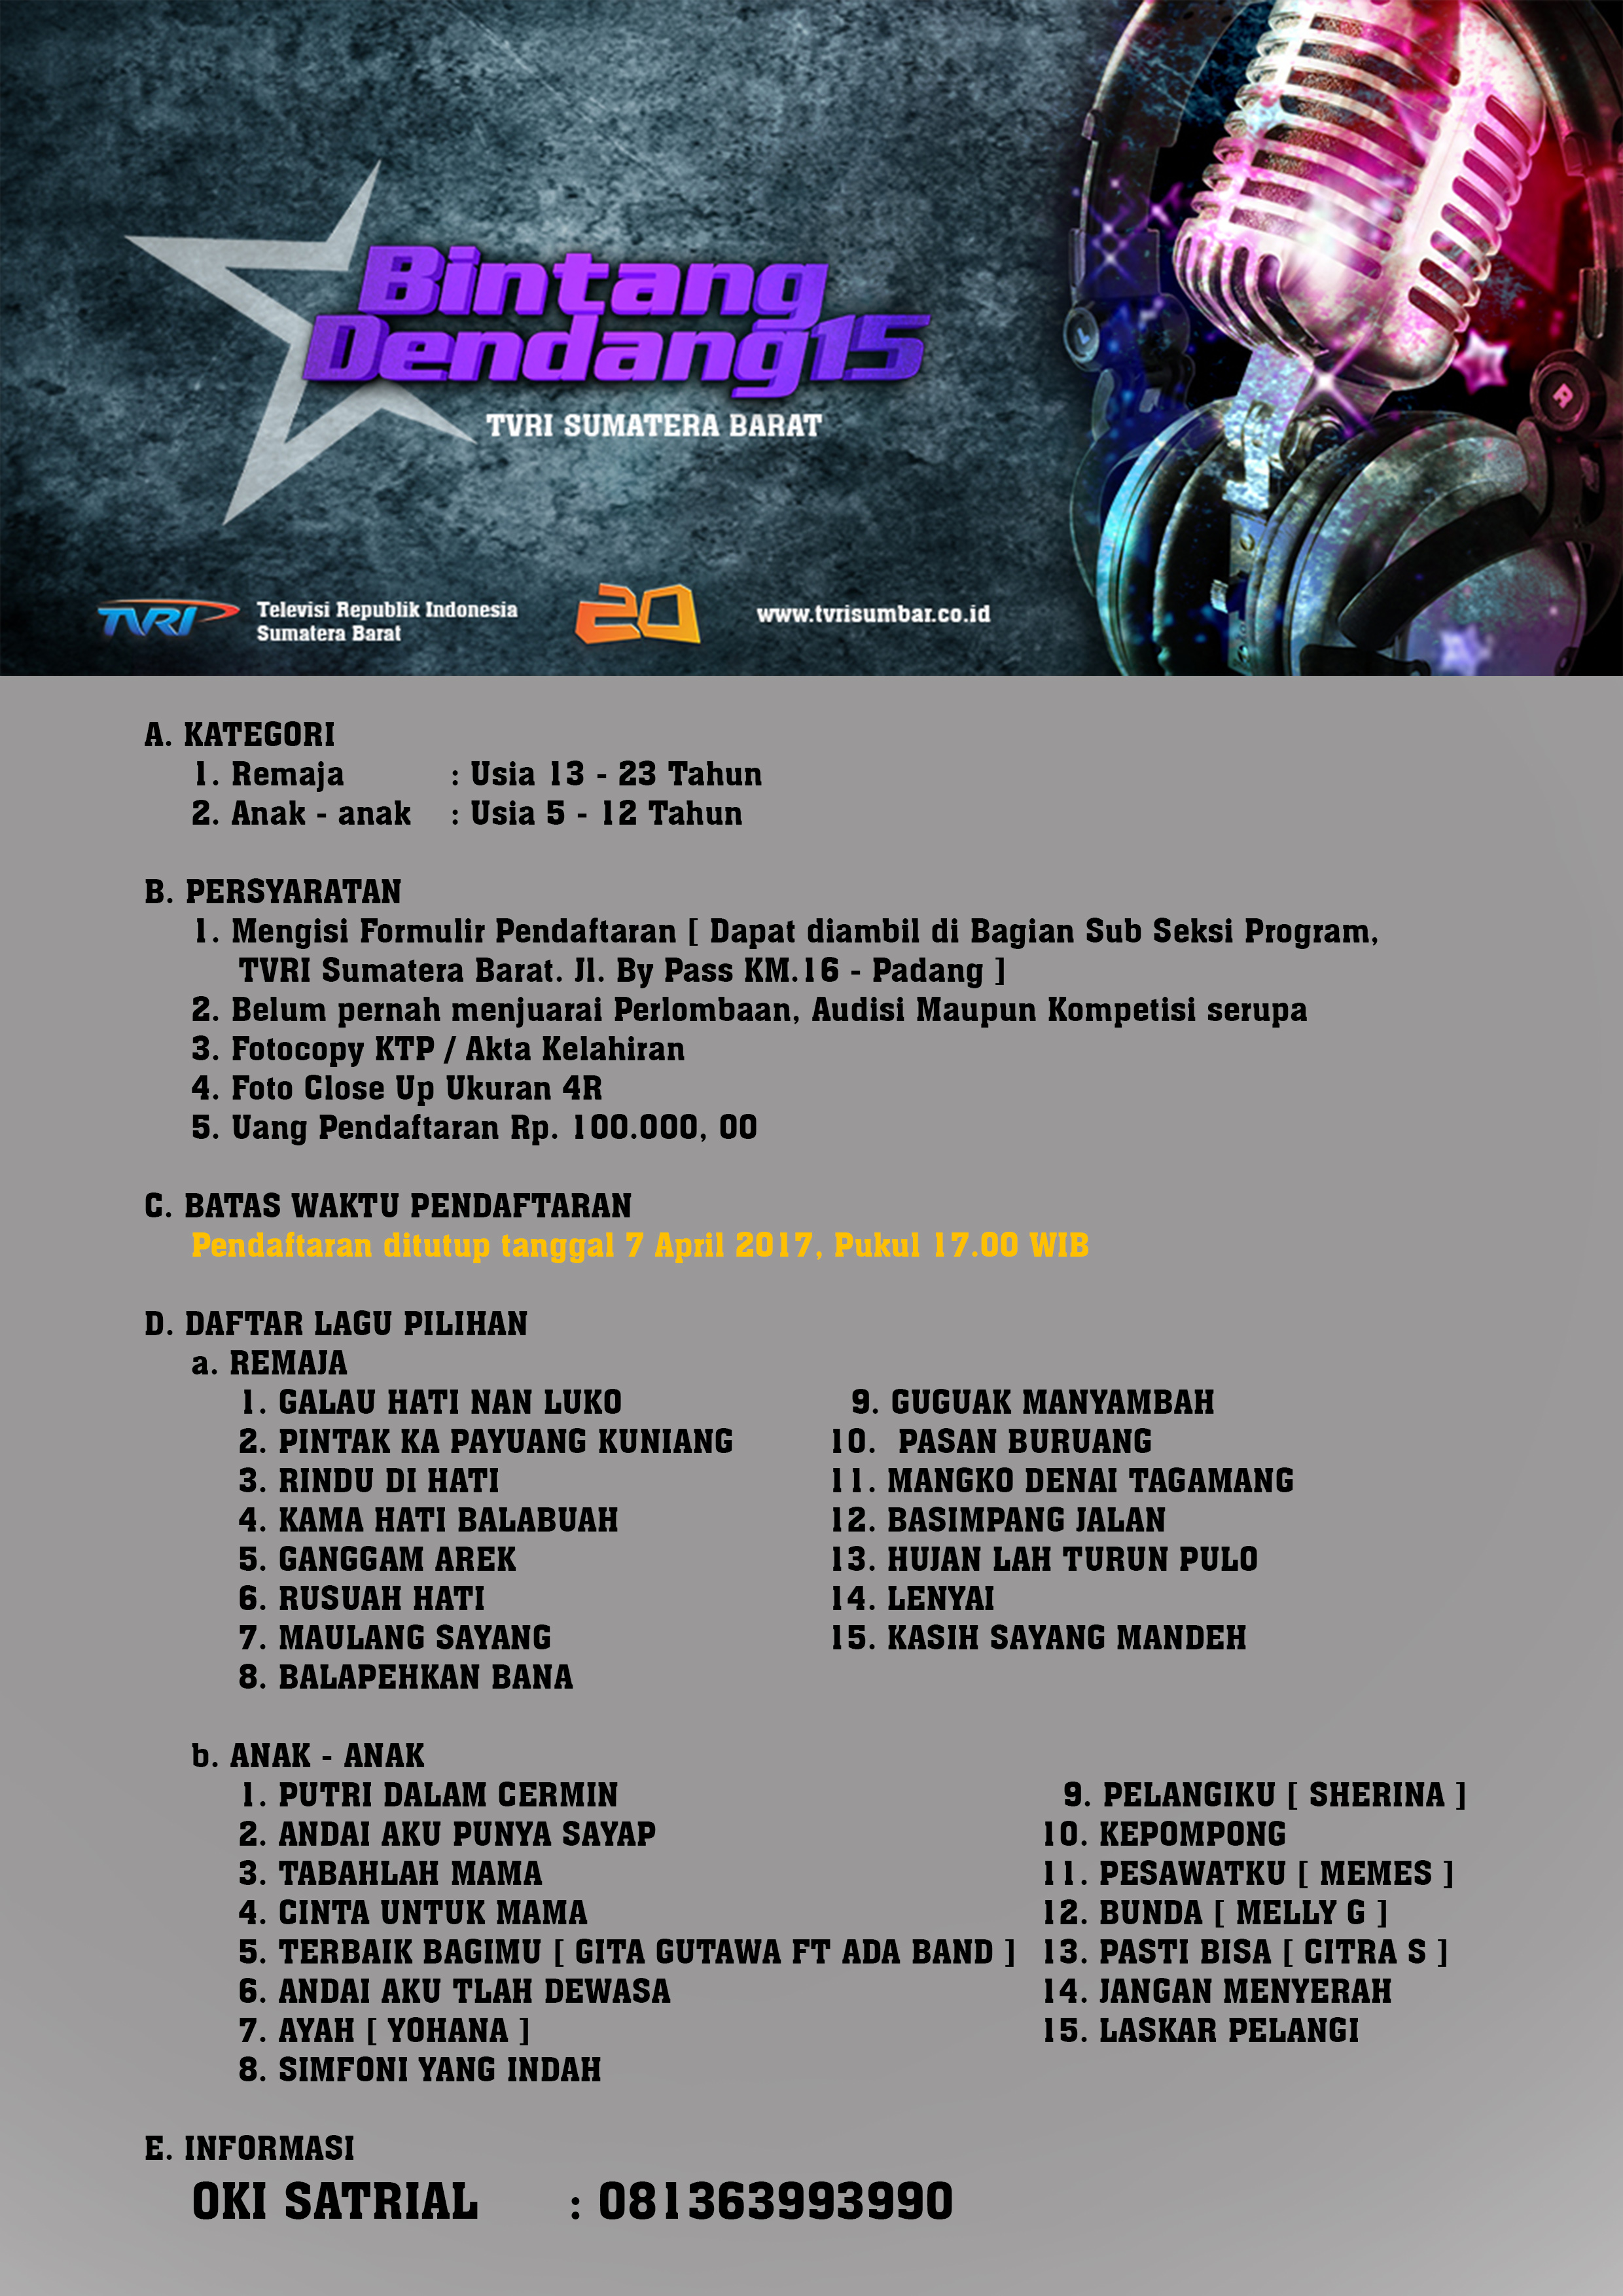 Bintang
Dendang15
TVRI SUMATERA BARAT
TVRI
Televisi Republik Indonesia
Sumatera Barat
20
www.tvrisumbar.co.id
L
R
A. KATEGORI
1. Remaja : Usia 13 - 23 Tahun
2. Anak - anak : Usia 5 - 12 Tahun
B. PERSYARATAN
1. Mengisi Formulir Pendaftaran [ Dapat diambil di Bagian Sub Seksi Program,
TVRI Sumatera Barat. Jl. By Pass KM.16 - Padang ]
2. Belum pernah menjuarai Perlombaan, Audisi Maupun Kompetisi serupa
3. Fotocopy KTP / Akta Kelahiran
4. Foto Close Up Ukuran 4R
5. Uang Pendaftaran Rp. 100.000, 00
C. BATAS WAKTU PENDAFTARAN
Pendaftaran ditutup tanggal 7 April 2017, Pukul 17.00 WIB
D. DAFTAR LAGU PILIHAN
a. REMAJA
1. GALAU HATI NAN LUKO
2. PINTAK KA PAYUANG KUNIANG
3. RINDU DI HATI
4. KAMA HATI BALABUAH
5. GANGGAM AREK
6. RUSUAH HATI
7. MAULANG SAYANG
8. BALAPEHKAN BANA
9. GUGUAK MANYAMBAH
10. PASAN BURUANG
11. MANGKO DENAI TAGAMANG
12. BASIMPANG JALAN
13. HUJAN LAH TURUN PULO
14. LENYAI
15. KASIH SAYANG MANDEH
b. ANAK - ANAK
1. PUTRI DALAM CERMIN
2. ANDAI AKU PUNYA SAYAP
3. TABAHLAH MAMA
4. CINTA UNTUK MAMA
5. TERBAIK BAGIMU [ GITA GUTAWA FT ADA BAND ]
6. ANDAI AKU TLAH DEWASA
7. AYAH [ YOHANA ]
8. SIMFONI YANG INDAH
9. PELANGIKU [ SHERINA ]
10. KEPOMPONG
11. PESAWATKU [ MEMES ]
12. BUNDA [ MELLY G ]
13. PASTI BISA [ CITRA S ]
14. JANGAN MENYERAH
15. LASKAR PELANGI
E. INFORMASI
OKI SATRIAL : 081363993990